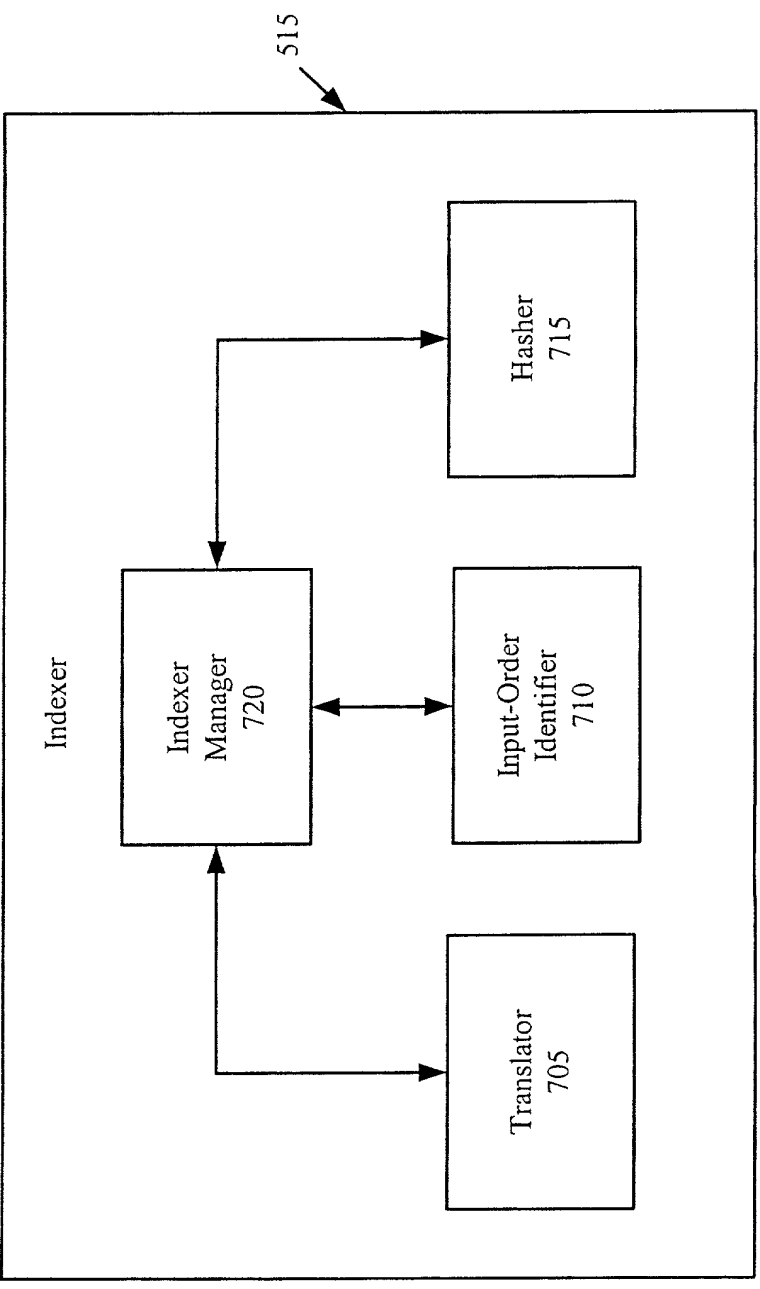 Indexer
515
Indexer
Manager
720
Translator
705
Input-Order
Identifier
710
Hasher
715